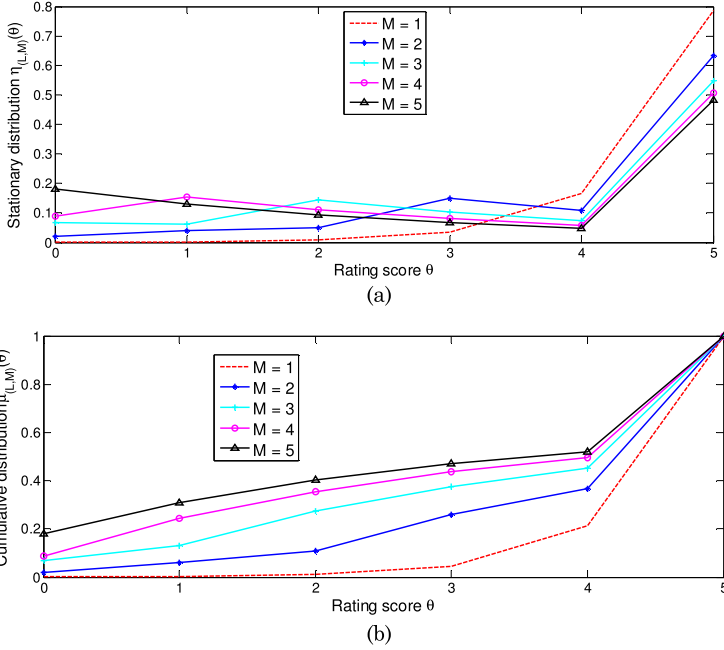 0.8
0.7
0.6
0.5
0.4
0.3
0.2
0.1
0
Stationary distribution η(L,M)(θ)
M = 1
M = 2
M = 3
M = 4
M = 5
0 1 2 3 4 5
Rating score θ
(a)
1
0.8
0.6
0.4
0.2
0
Cumulative distribution μ(L,M)(θ)
M = 1
M = 2
M = 3
M = 4
M = 5
0 1 2 3 4 5
Rating score θ
(b)